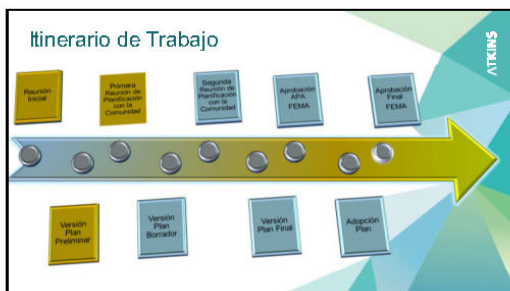 Itinerario de Trabajo
ATKINS
Reunión
Inicial
Primera
Reunión de
Planificación
con la
Comunidad
Segunda
Reunión de
Planificación
con la
Comunidad
Aprobación
APA
FEMA
Aprobación
Final
FEMA
Versión
Plan
Preliminar
Versión
Plan
Borrador
Versión
Plan Final
Adopción
Plan